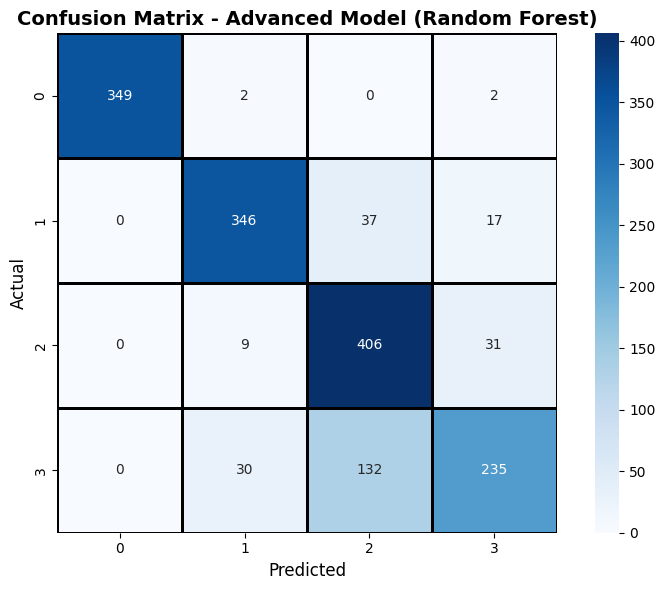 Confusion Matrix - Advanced Model (Random Forest)
0 349 2 0 2
1 0 346 37 17
2 0 9 406 31
3 0 30 132 235
0 1 2 3
Predicted
Actual
400
350
300
250
200
150
100
50
0